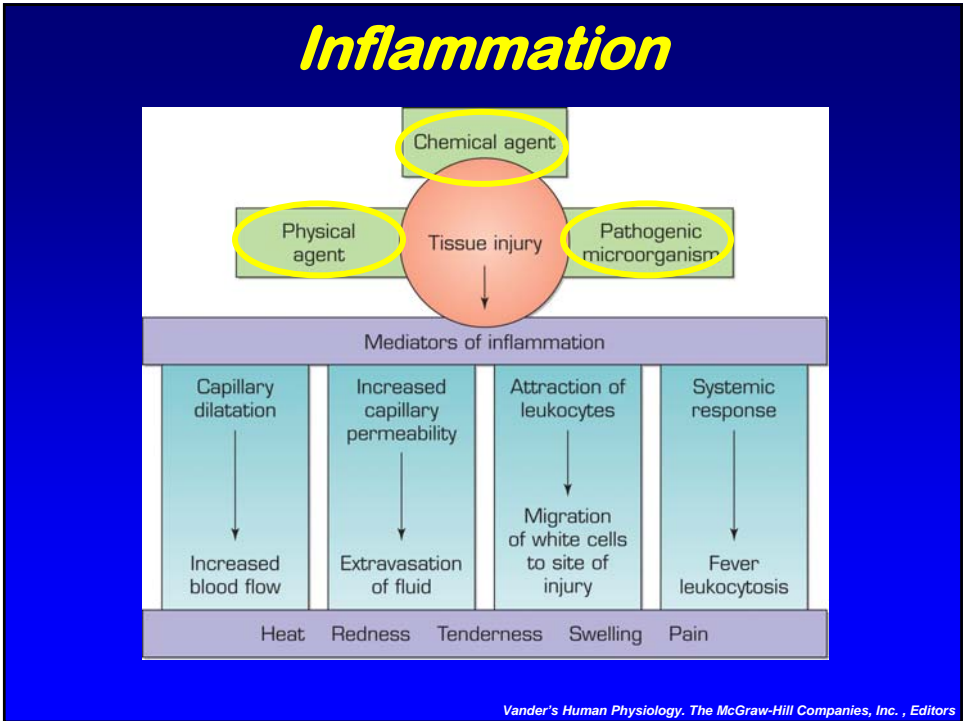 Inflammation
Chemical agent
Physical
agent
Tissue injury
Pathogenic
microorganism
Mediators of inflammation
Capillary
dilatation
Increased
blood flow
Increased
capillary
permeability
Extravasation
of fluid
Attraction of
leukocytes
Migration
of white cells
to site of
injury
Systemic
response
Fever
leukocytosis
Heat Redness Tenderness Swelling Pain
Vander's Human Physiology. The McGraw-Hill Companies, Inc. , Editors